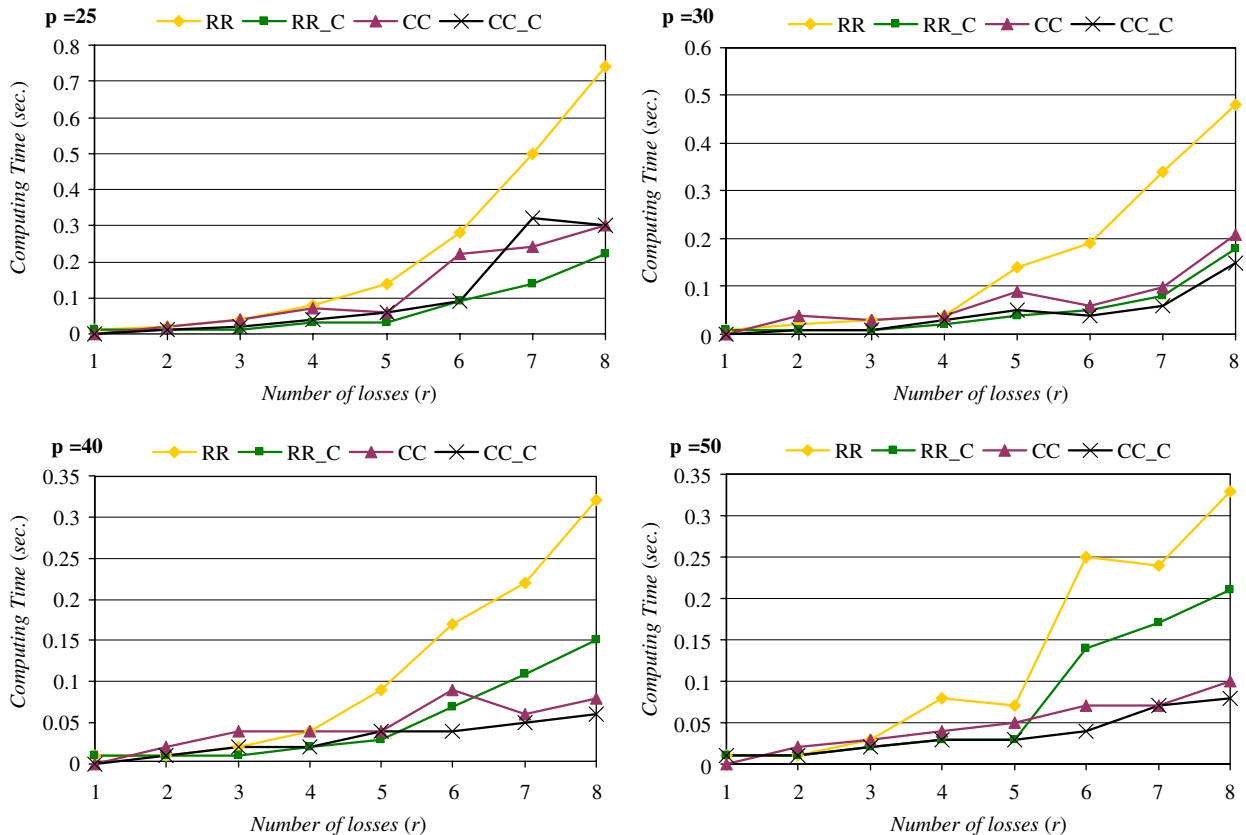 p =25
RR RR_C CC CC_C
0.8
0.7
0.6
0.5
0.4
0.3
0.2
0.1
0
Computing Time (sec.)
1 2 3 4 5 6 7 8
Number of losses (r)
p =30
RR RR_C CC CC_C
0.6
0.5
0.4
0.3
0.2
0.1
0
Computing Time (sec.)
1 2 3 4 5 6 7 8
Number of losses (r)
p =40
RR RR_C CC CC_C
0.35
0.3
0.25
0.2
0.15
0.1
0.05
0
Computing Time (sec.)
1 2 3 4 5 6 7 8
Number of losses (r)
p =50
RR RR_C CC CC_C
0.35
0.3
0.25
0.2
0.15
0.1
0.05
0
Computing Time (sec.)
1 2 3 4 5 6 7 8
Number of losses (r)